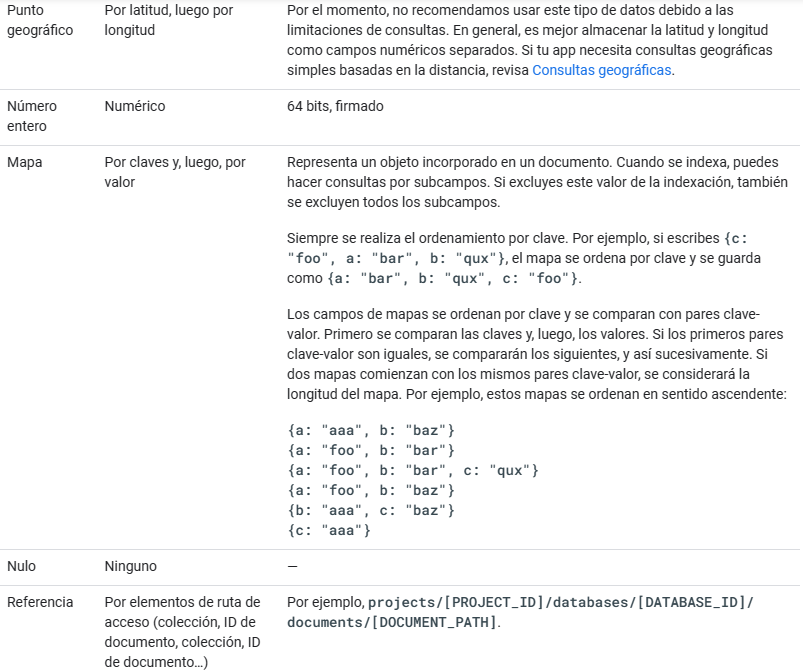 Punto geográfico
Por latitud, luego por longitud
Por el momento, no recomendamos usar este tipo de datos debido a las
limitaciones de consultas. En general, es mejor almacenar la latitud y longitud
como campos numéricos separados. Si tu app necesita consultas geográficas
simples basadas en la distancia, revisa Consultas geográficas.
Número entero
Numérico
64 bits, firmado
Mapa
Por claves y, luego, por
valor
Representa un objeto incorporado en un documento. Cuando se indexa, puedes
hacer consultas por subcampos. Si excluyes este valor de la indexación, también
se excluyen todos los subcampos.
Siempre se realiza el ordenamiento por clave. Por ejemplo, si escribes {c:
"foo", a: "bar", b: "qux"}, el mapa se ordena por clave y se guarda
como {a: "bar", b: "qux", c: "foo"}.
Los campos de mapas se ordenan por clave y se comparan con pares clave-
valor. Primero se comparan las claves y, luego, los valores. Si los primeros pares
clave-valor son iguales, se compararán los siguientes, y así sucesivamente. Si
dos mapas comienzan con los mismos pares clave-valor, se considerará la
longitud del mapa. Por ejemplo, estos mapas se ordenan en sentido ascendente:
{a: "aaa", b: "baz"}
{a: "foo", b: "bar"}
{a: "foo", b: "bar", c: "qux"}
{a: "foo", b: "baz"}
{b: "aaa", c: "baz"}
{c: "aaa"}
Nulo
Ninguno
—
Referencia
Por elementos de ruta de
acceso (colección, ID de
documento, colección, ID
de documento…)
Por ejemplo, projects/[PROJECT_ID]/databases/[DATABASE_ID]/
documents/[DOCUMENT_PATH].